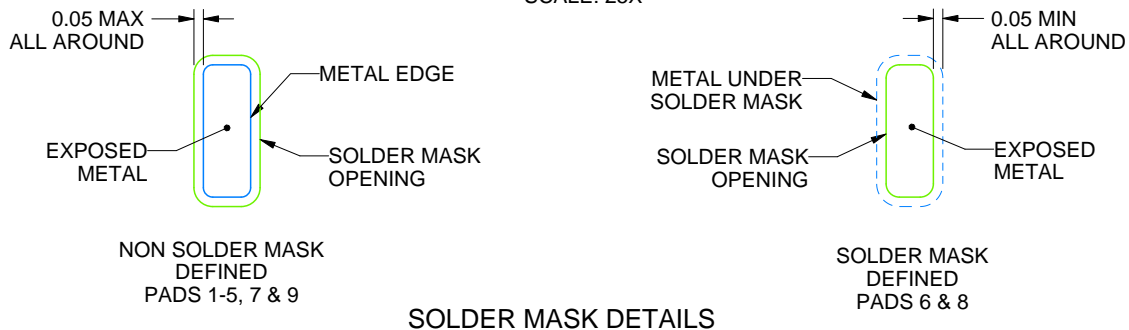 0.05 MAX
ALL AROUND
METAL EDGE
EXPOSED
METAL
SOLDER MASK
OPENING
NON SOLDER MASK
DEFINED
PADS 1-5, 7 & 9
0.05 MIN
ALL AROUND
METAL UNDER
SOLDER MASK
SOLDER MASK
OPENING
EXPOSED
METAL
SOLDER MASK
DEFINED
PADS 6 & 8
SOLDER MASK DETAILS